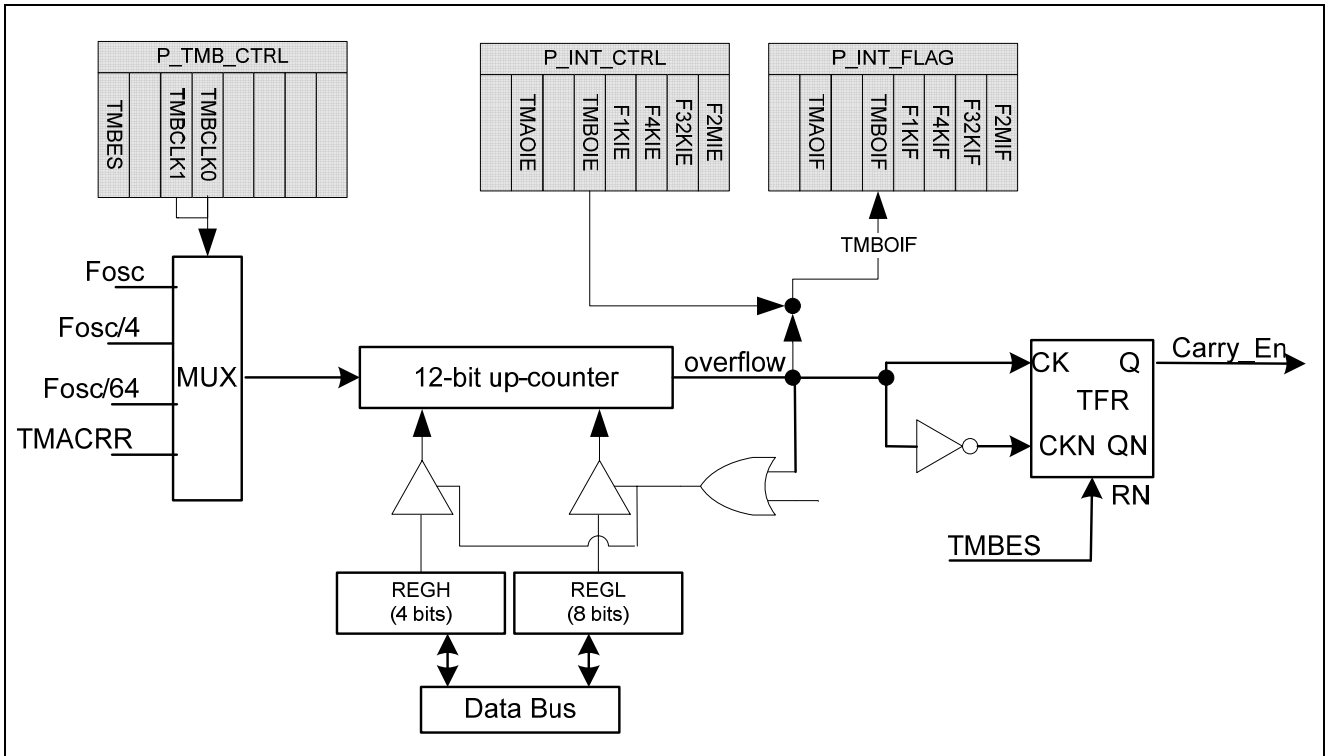 P_TMB_CTRL
TMBES
TMBCLK1
TMBCLK0
P_INT_CTRL
TMAOIE
TMBOIE
F1KIE
F4KIE
F32KIE
F2MIE
P_INT_FLAG
TMAOIF
TMBOIF
F1KIF
F4KIF
F32KIF
F2MIF
TMBOIF
Fosc
Fosc/4
Fosc/64
TMACRR
MUX
12-bit up-counter
overflow
CK Q
TFR
CKN QN
RN
Carry_En
TMBES
REGH
(4 bits)
REGL
(8 bits)
Data Bus